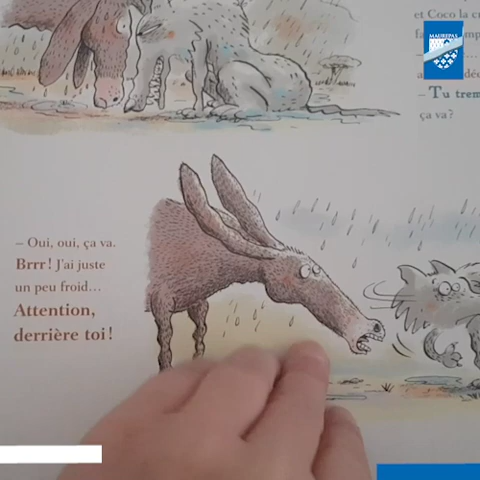 et Coco la
MAUREPAS
– Tu
ça va?
– Oui, oui, ça va.
Brrr! J'ai juste
un peu froid...
Attention,
derrière toi!